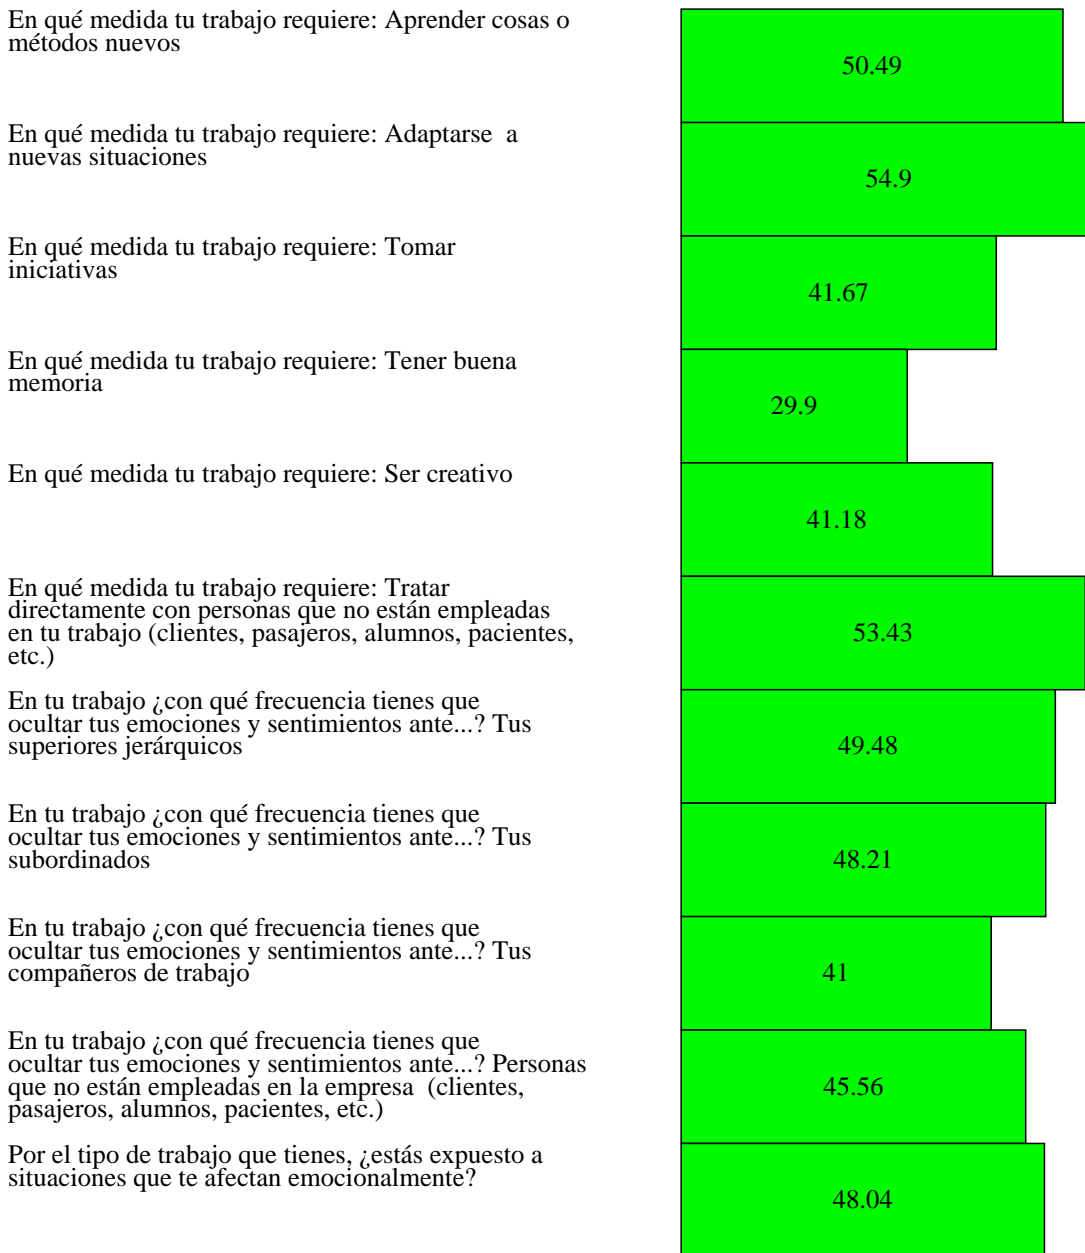 En qué medida tu trabajo requiere: Aprender cosas o
métodos nuevos
50.49
En qué medida tu trabajo requiere: Adaptarse  a
nuevas situaciones
54.9
En qué medida tu trabajo requiere: Tomar
iniciativas
41.67
En qué medida tu trabajo requiere: Tener buena
memoria
29.9
En qué medida tu trabajo requiere: Ser creativo
41.18
En qué medida tu trabajo requiere: Tratar
directamente con personas que no están empleadas
en tu trabajo (clientes, pasajeros, alumnos, pacientes,
etc.)
53.43
En tu trabajo ¿con qué frecuencia tienes que
ocultar tus emociones y sentimientos ante...? Tus
superiores jerárquicos
49.48
En tu trabajo ¿con qué frecuencia tienes que
ocultar tus emociones y sentimientos ante...? Tus
subordinados
48.21
En tu trabajo ¿con qué frecuencia tienes que
ocultar tus emociones y sentimientos ante...? Tus
compañeros de trabajo
41
En tu trabajo ¿con qué frecuencia tienes que
ocultar tus emociones y sentimientos ante...? Personas
que no están empleadas en la empresa  (clientes,
pasajeros, alumnos, pacientes, etc.)
45.56
Por el tipo de trabajo que tienes, ¿estás expuesto a
situaciones que te afectan emocionalmente?
48.04